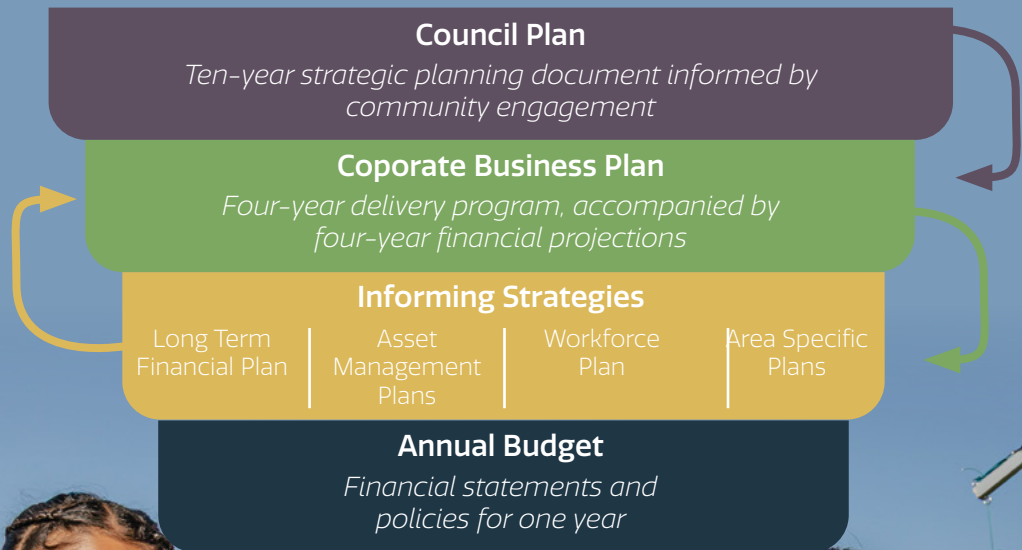 Council Plan
Ten-year strategic planning document informed by
community engagement
Coporate Business Plan
Four-year delivery program, accompanied by
four-year financial projections
Informing Strategies
Long Term
Financial Plan
Asset
Management
Plans
Workforce
Plan
Area Specific
Plans
Annual Budget
Financial statements and
policies for one year